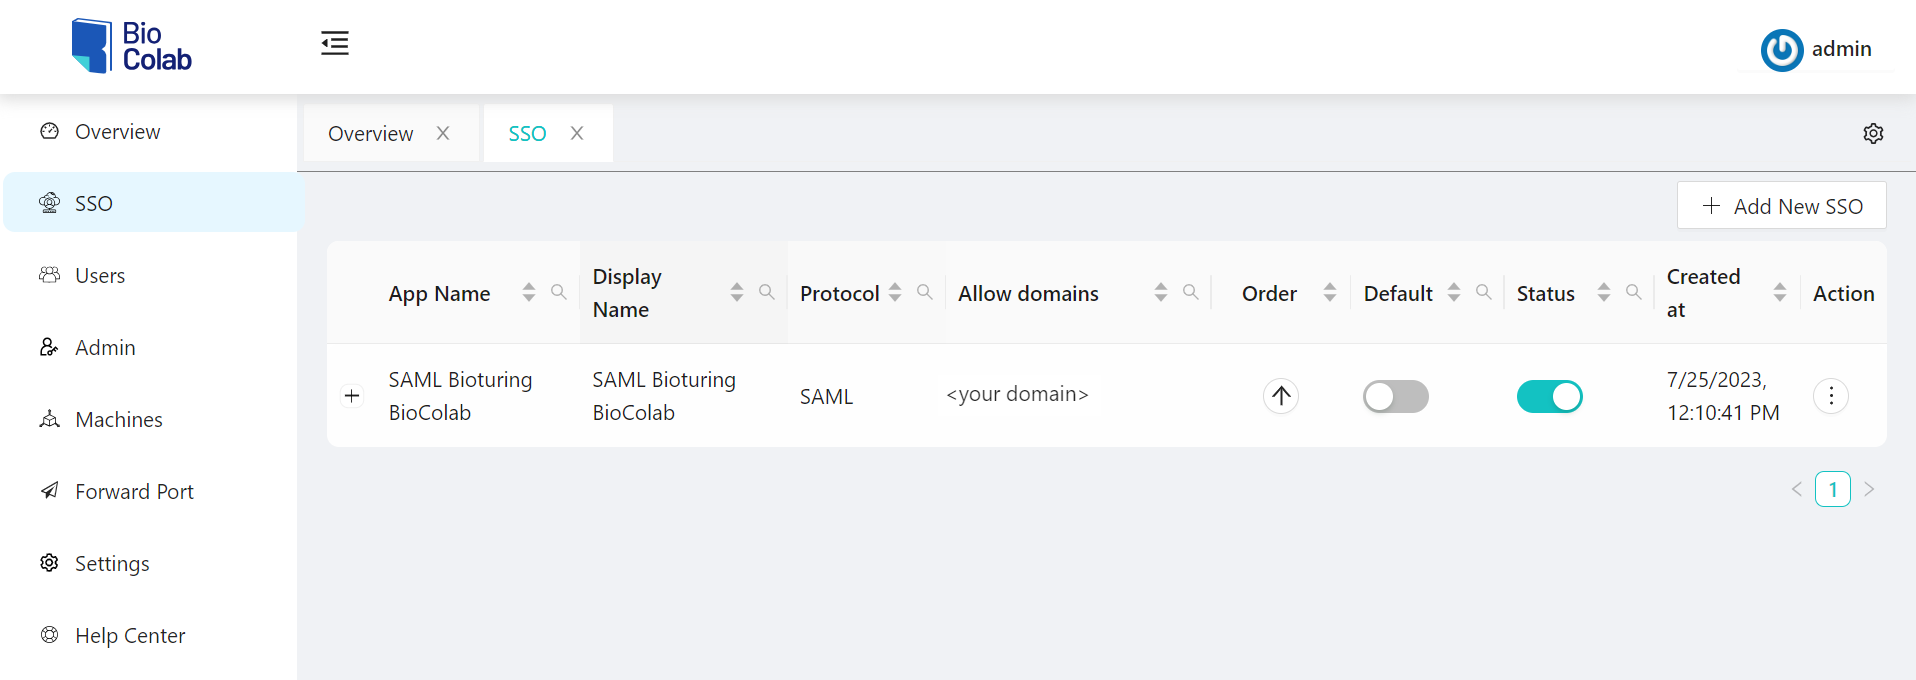 Bio
Colab
admin
Overview
SSO
Users
Admin
Machines
Forward Port
Settings
Help Center
Overview
SSO
Add New SSO
App Name
Display
Name
Protocol
Allow domains
Order
Default
Status
Created
at
Action
SAML Bioturing
BioColab
SAML Bioturing
BioColab
SAML
<your domain>
7/25/2023,
12:10:41 PM
1